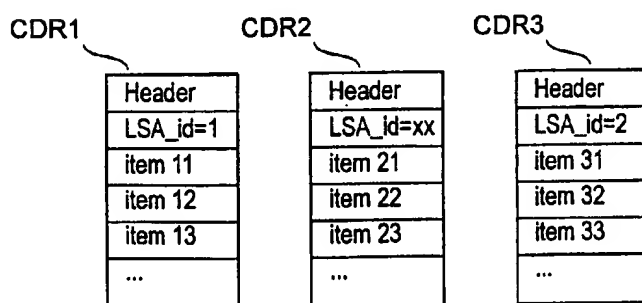 CDR1 CDR2 CDR3
Header Header Header
LSA_id=1 LSA_id=xx LSA_id=2
item 11 item 21 item 31
item 12 item 22 item 32
item 13 item 23 item 33
... ... ...